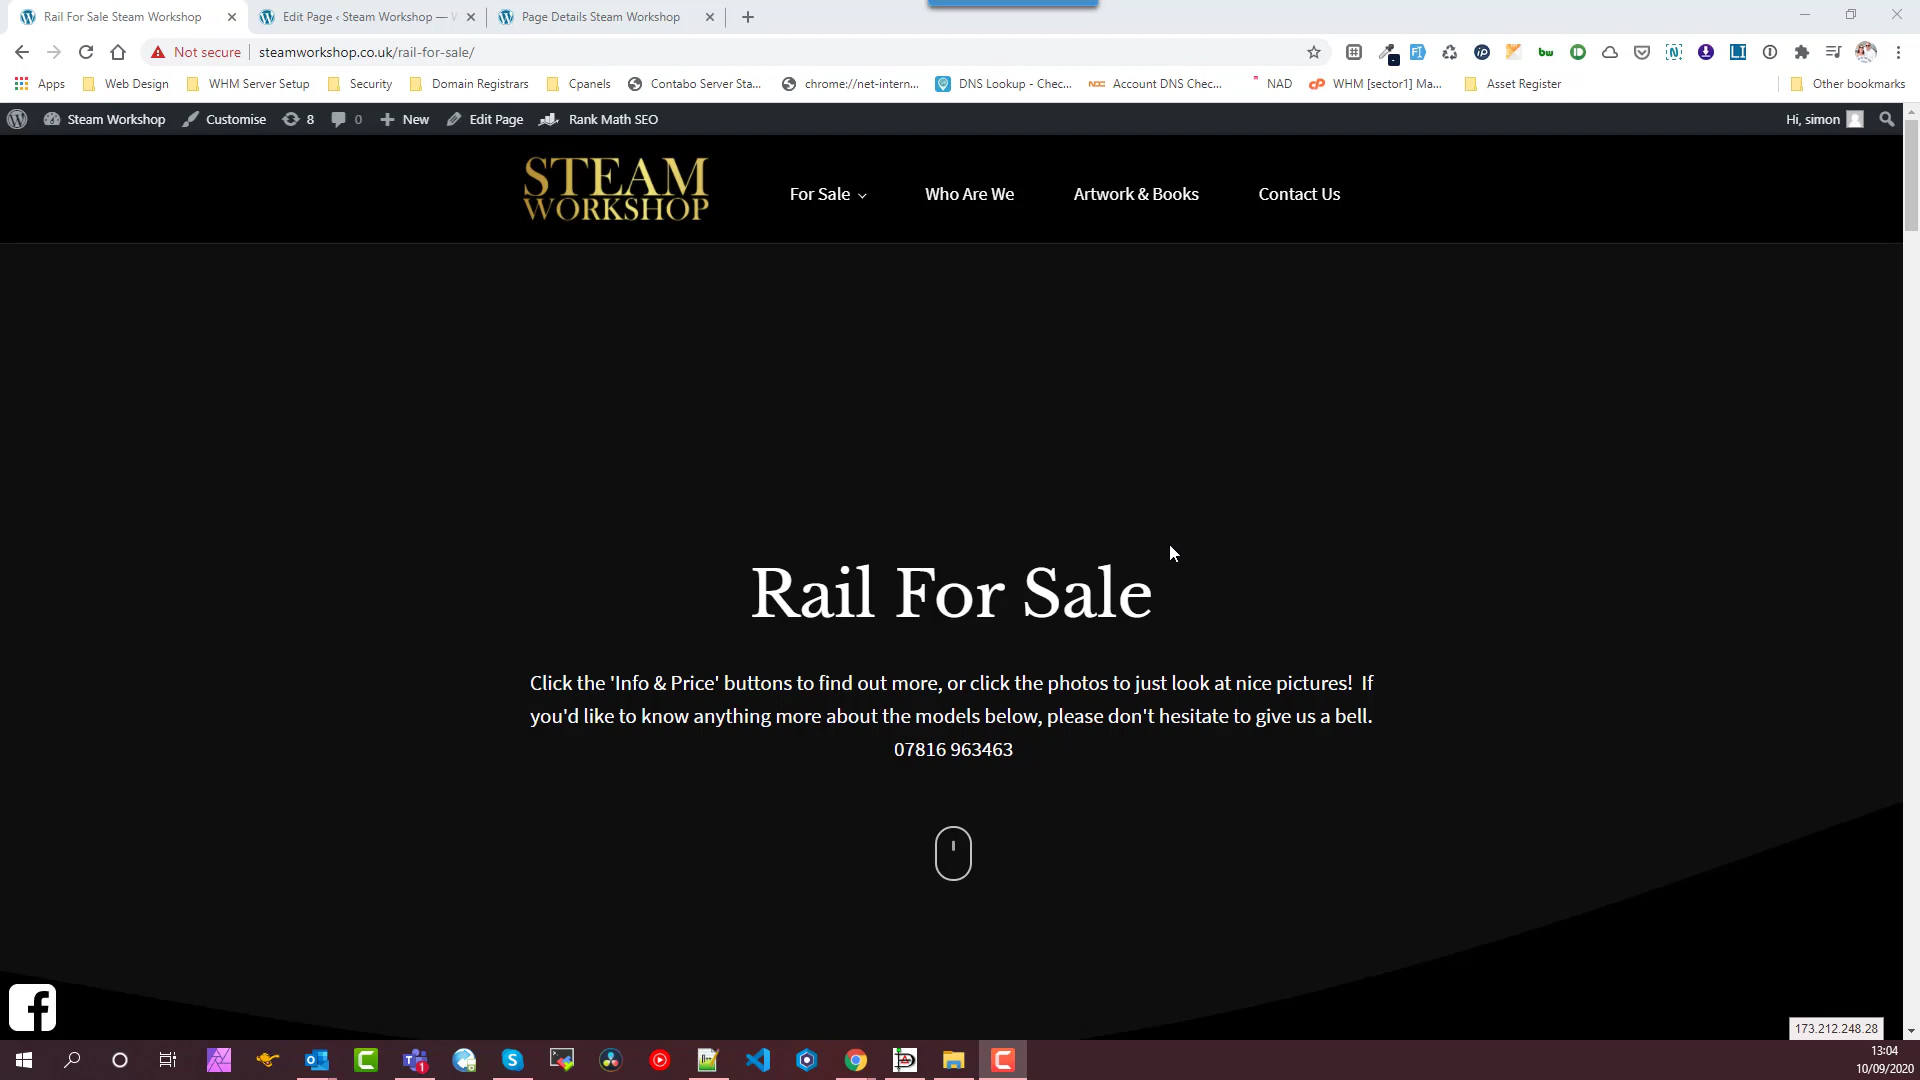 Rail For Sale Steam Workshop
Edit Page ‹ Steam Workshop — W
Page Details Steam Workshop
Not secure
steamworkshop.co.uk/rail-for-sale/
Apps
Web Design
WHM Server Setup
Security
Domain Registrars
Cpanels
Contabo Server Sta...
chrome://net-intern...
DNS Lookup - Chec...
Account DNS Chec...
NAD
WHM [sector1] Ma...
Asset Register
Other bookmarks
Steam Workshop
Customise
8
0
New
Edit Page
Rank Math SEO
Hi, simon
STEAM
WORKSHOP
For Sale
Who Are We
Artwork & Books
Contact Us
Rail For Sale
Click the 'Info & Price' buttons to find out more, or click the photos to just look at nice pictures! If
you'd like to know anything more about the models below, please don't hesitate to give us a bell.
07816 963463
173.212.248.28
13:04
10/09/2020